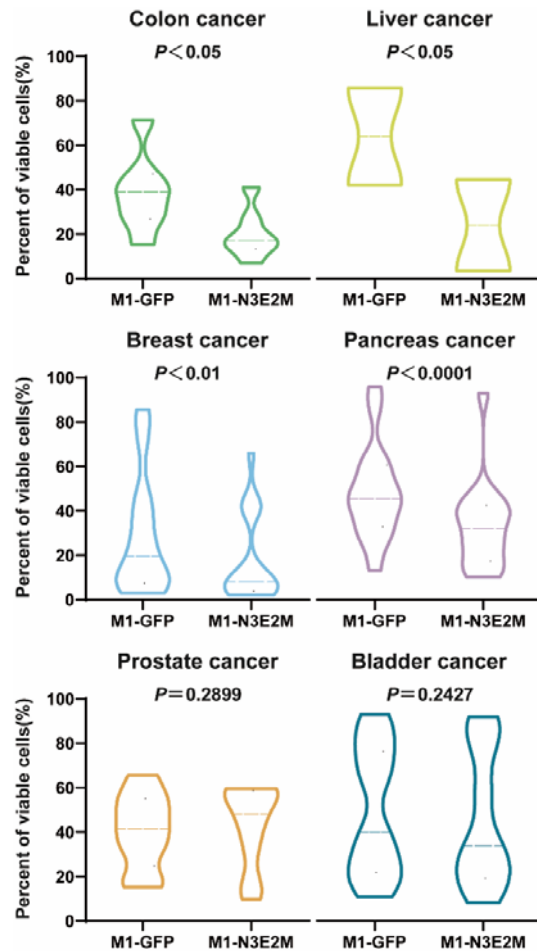 Colon cancer
P<0.05
Liver cancer
P<0.05
Percent of viable cells(%)
100
80
60
40
20
0
M1-GFP
M1-N3E2M
M1-GFP
M1-N3E2M
Breast cancer
P<0.01
Pancreas cancer
P<0.0001
Percent of viable cells(%)
100
80
60
40
20
0
M1-GFP
M1-N3E2M
M1-GFP
M1-N3E2M
Prostate cancer
P=0.2899
Bladder cancer
P=0.2427
Percent of viable cells(%)
100
80
60
40
20
0
M1-GFP
M1-N3E2M
M1-GFP
M1-N3E2M